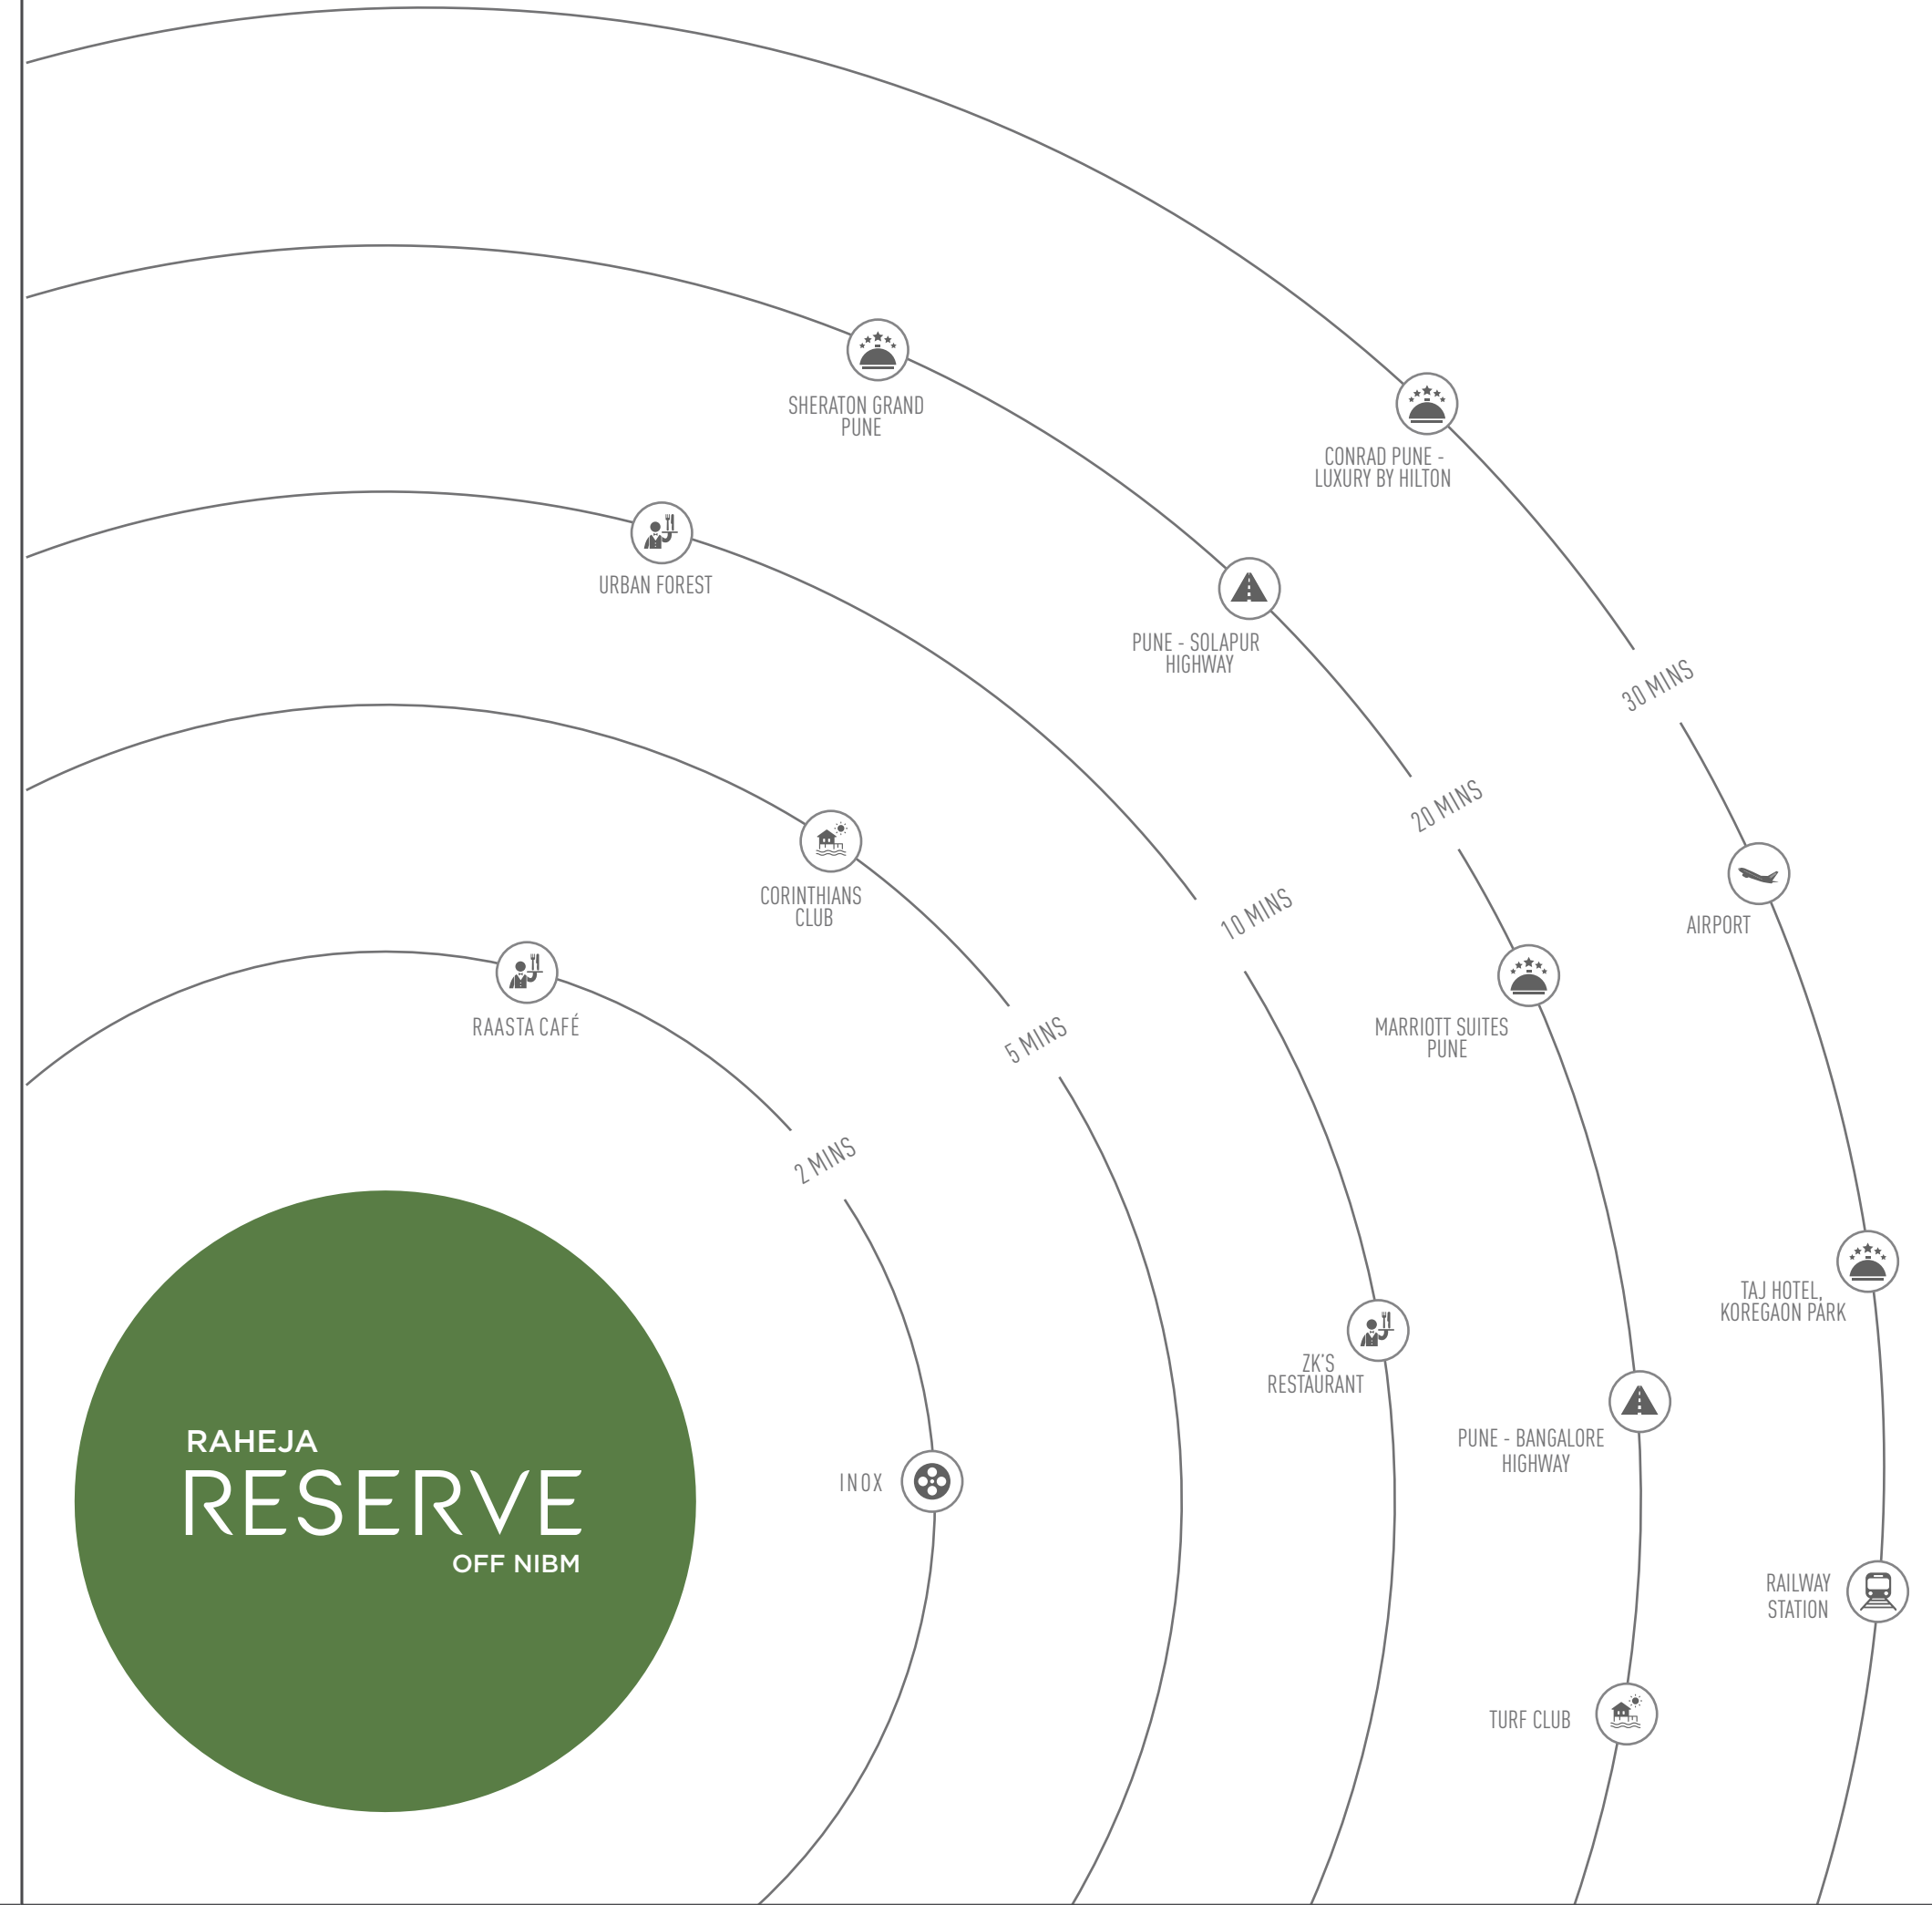 SHERATON GRAND
PUNE
CONRAD PUNE -
LUXURY BY HILTON
URBAN FOREST
PUNE - SOLAPUR
HIGHWAY
30 MINS
20 MINS
CORINTHIANS
CLUB
10 MINS
AIRPORT
RAASTA CAFÉ
5 MINS
MARRIOTT SUITES
PUNE
2 MINS
TAJ HOTEL,
KOREGAON PARK
ZK'S
RESTAURANT
RAHEJA
RESERVE
OFF NIBM
INOX
PUNE - BANGALORE
HIGHWAY
RAILWAY
STATION
TURF CLUB